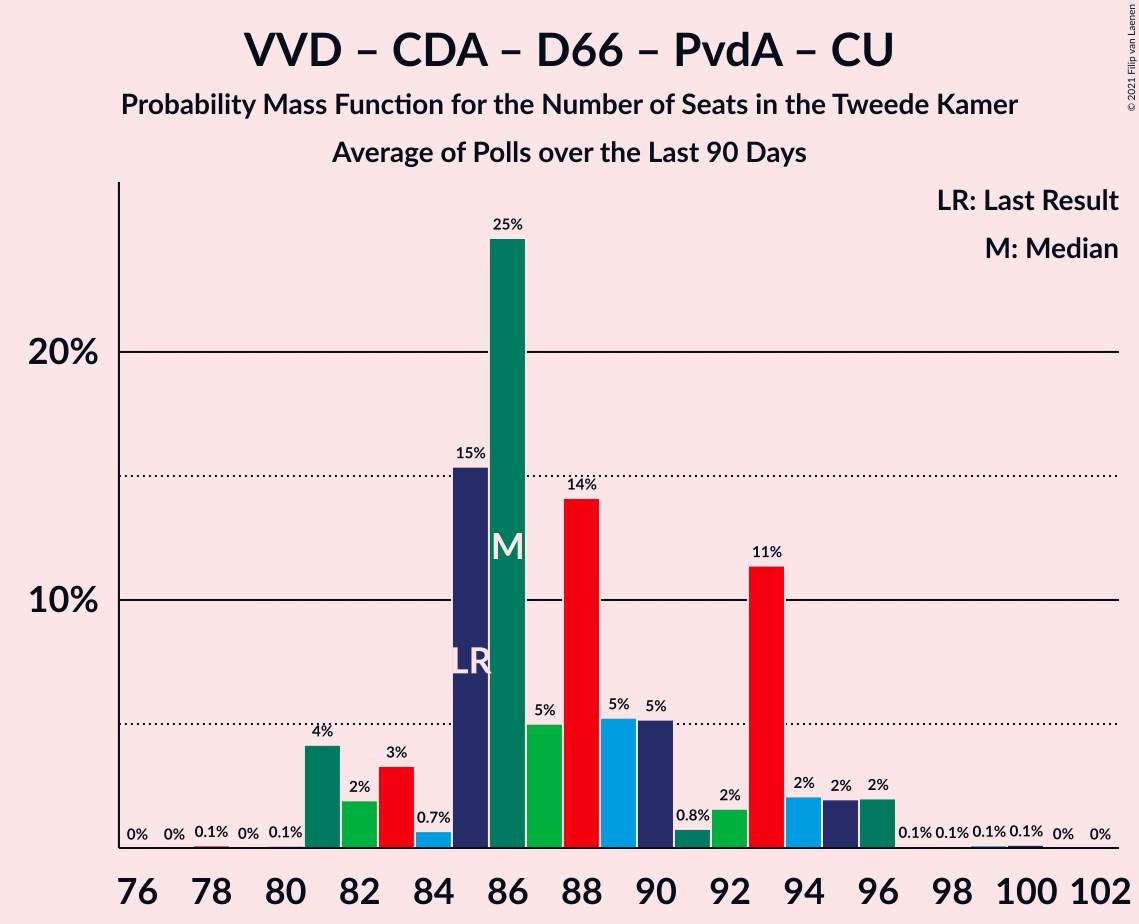 VVD – CDA – D66 – PvdA – CU
Probability Mass Function for the Number of Seats in the Tweede Kamer
Average of Polls over the Last 90 Days
© 2021 Filip van Laenen
LR: Last Result
M: Median
20%
10%
0% 0% 0.1% 0% 0.1% 4% 2% 3% 0.7% 15% 25% 5% 14% 5% 5% 0.8% 2% 11% 2% 2% 2% 0.1% 0.1% 0.1% 0.1% 0% 0%
M
LR
76 78 80 82 84 86 88 90 92 94 96 98 100 102